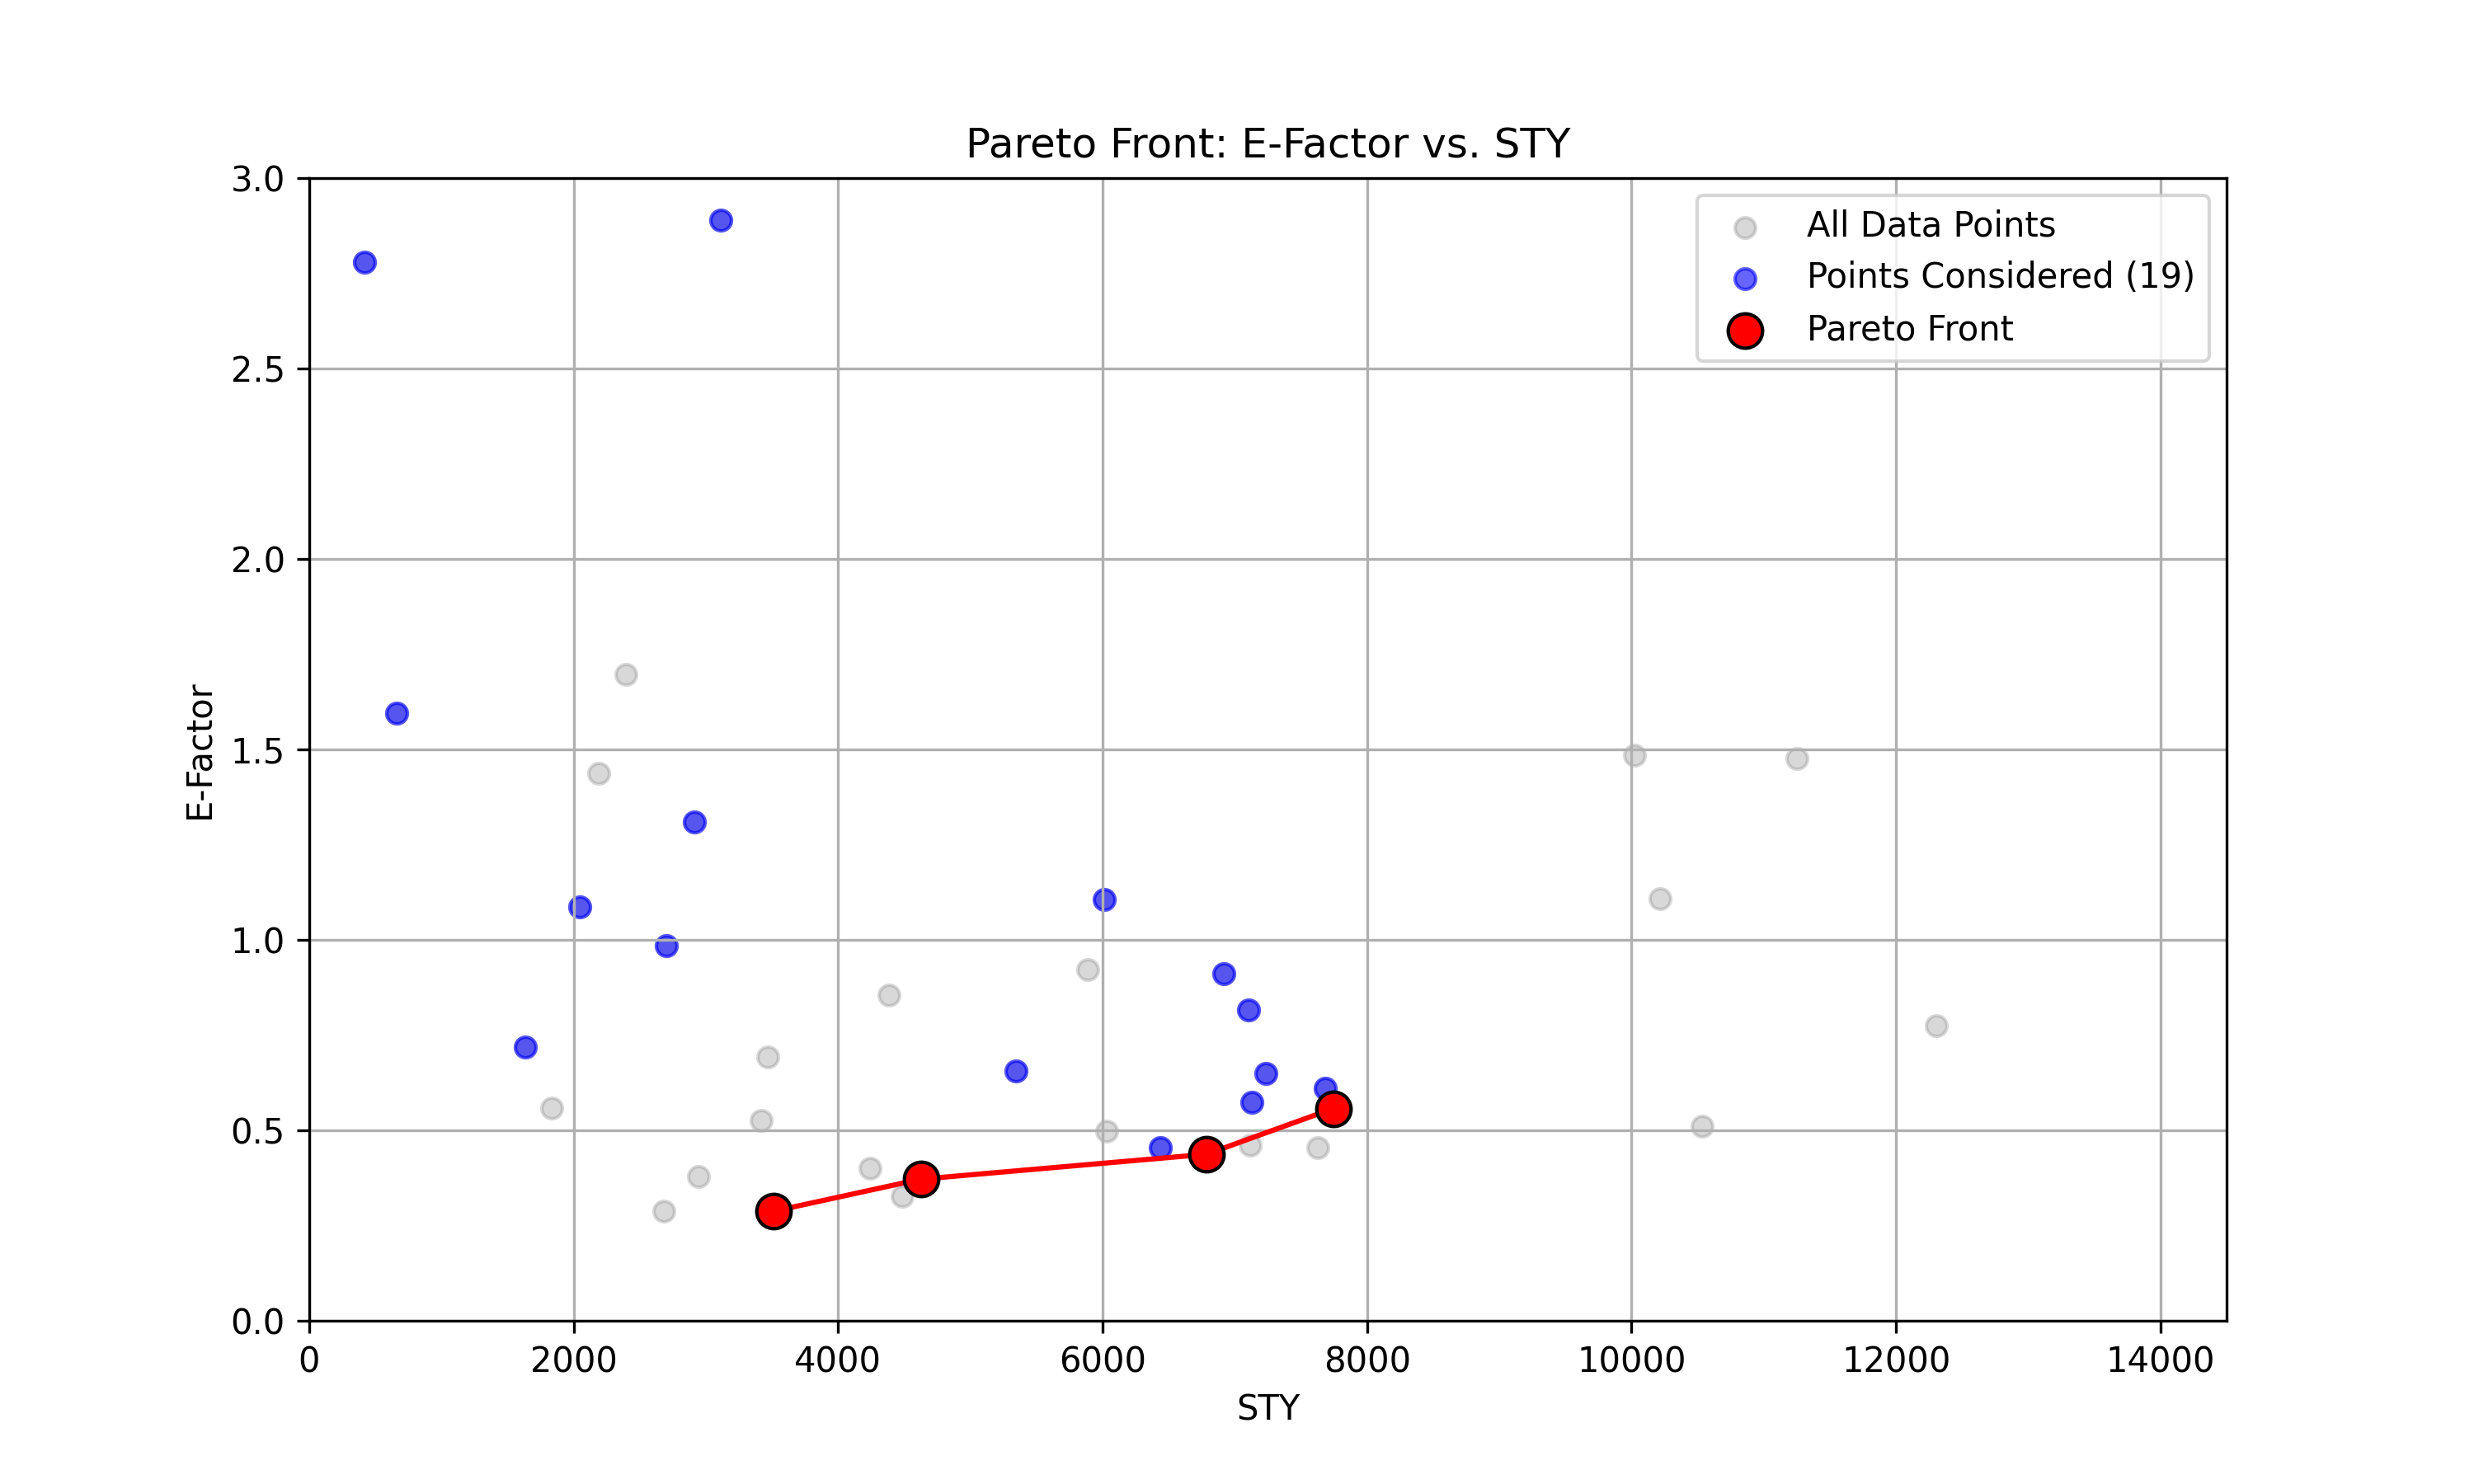 Pareto Front: E-Factor vs. STY
All Data Points
Points Considered (19)
Pareto Front
E-Factor
3.0
2.5
2.0
1.5
1.0
0.5
0.0
0 2000 4000 6000 8000 10000 12000 14000
STY